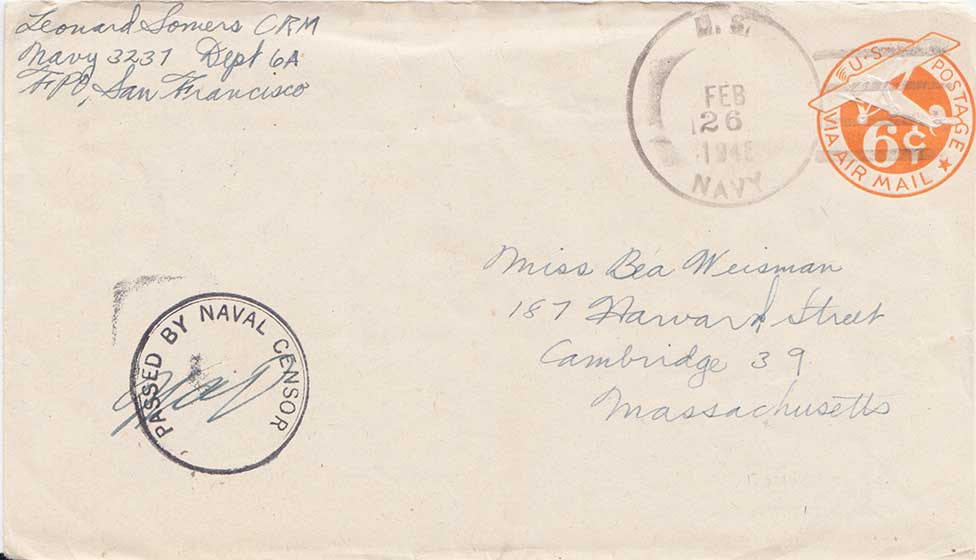 Leonard Somers CRM
Navy 3237 Dept 6A
FPO, San Francisco
U.S.
FEB
26
NAVY
U·S·POSTAGE
6¢
VIA AIR MAIL
Miss Bea Weisman
187 Harvard Street
Cambridge 39
Massachusetts
PASSED BY NAVAL CENSOR